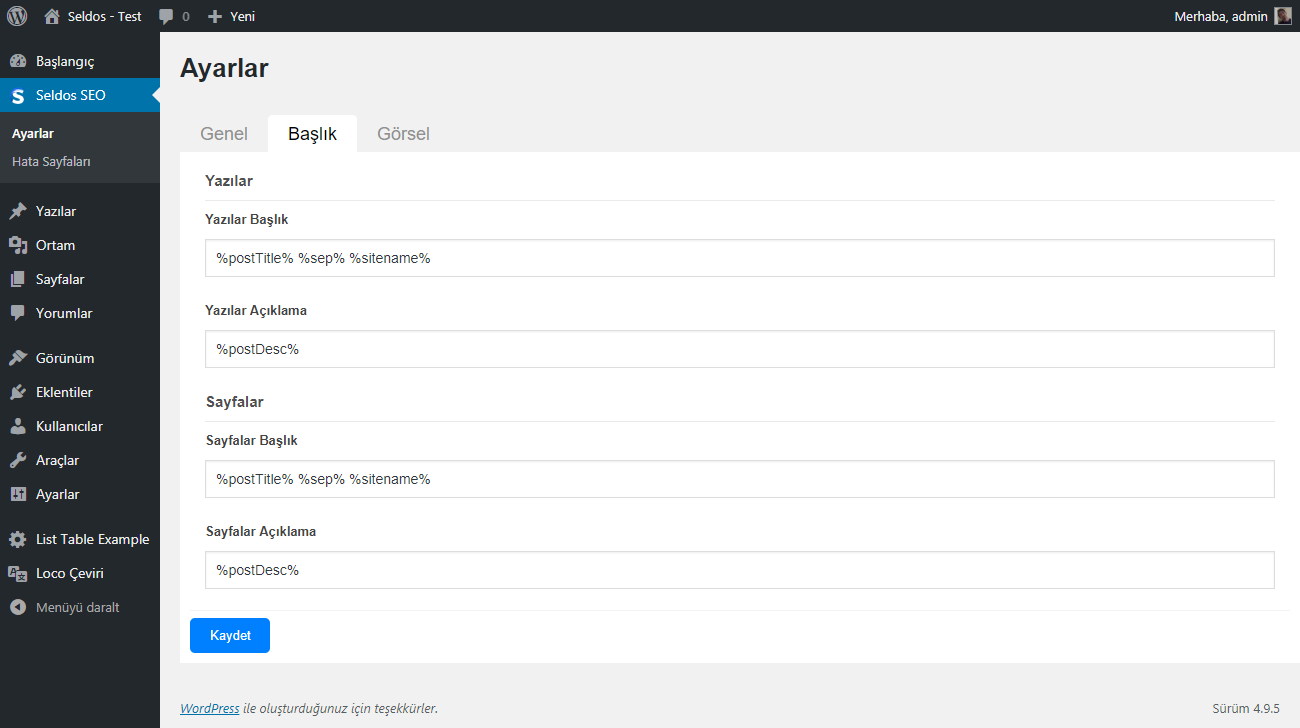 Seldos - Test 0 Yeni Merhaba, admin
Başlangıç
Seldos SEO
Ayarlar
Hata Sayfaları
Yazılar
Ortam
Sayfalar
Yorumlar
Görünüm
Eklentiler
Kullanıcılar
Araçlar
Ayarlar
List Table Example
Loco Çeviri
Menüyü daralt
Ayarlar
Genel Başlık Görsel
Yazılar
Yazılar Başlık
%postTitle% %sep% %sitename%
Yazılar Açıklama
%postDesc%
Sayfalar
Sayfalar Başlık
%postTitle% %sep% %sitename%
Sayfalar Açıklama
%postDesc%
Kaydet
WordPress ile oluşturduğunuz için teşekkürler. Sürüm 4.9.5